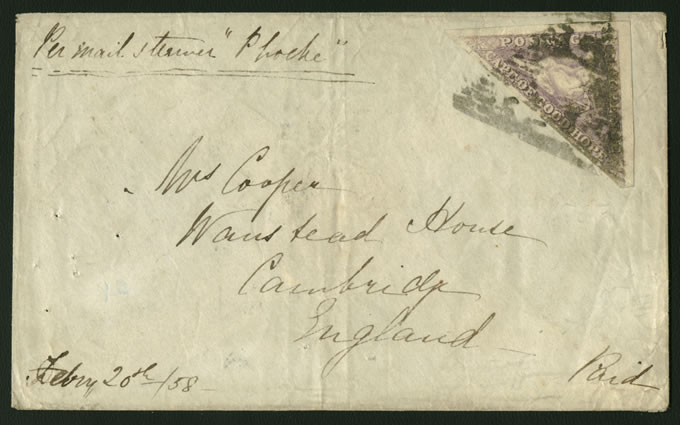 Per mail steamer "Phoebe"
POSTAGE
CAPE OF GOOD HOPE
Mrs Cooper
Wanstead House
Cambridge
England
Feby 20th /58
Paid